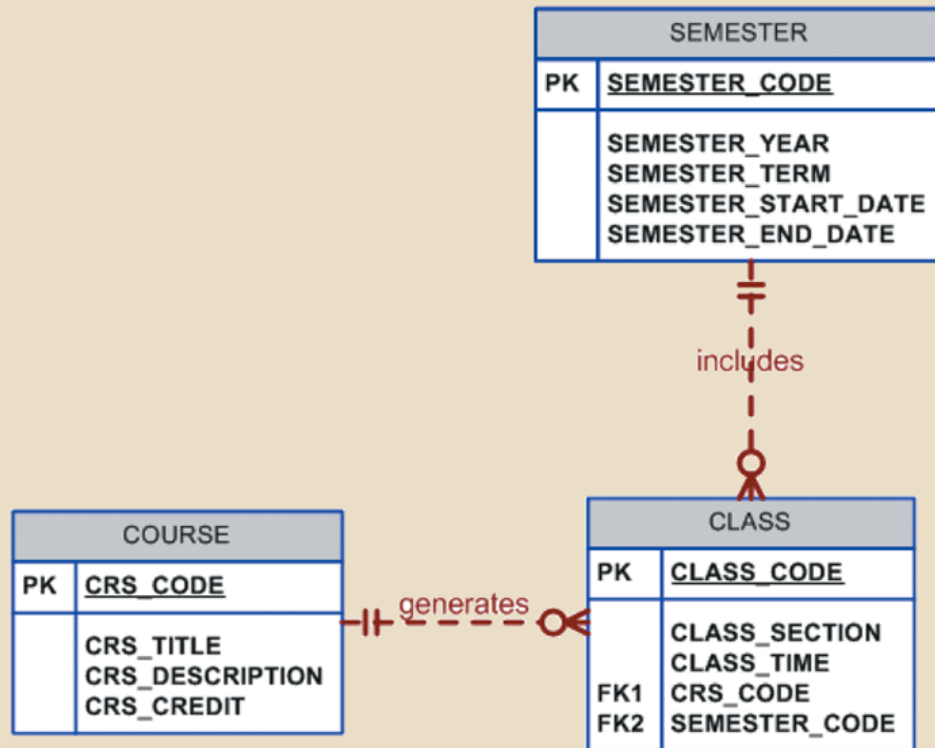 SEMESTER
PK SEMESTER_CODE
SEMESTER_YEAR
SEMESTER_TERM
SEMESTER_START_DATE
SEMESTER_END_DATE
includes
COURSE
PK CRS_CODE
CRS_TITLE
CRS_DESCRIPTION
CRS_CREDIT
generates
CLASS
PK CLASS_CODE
CLASS_SECTION
CLASS_TIME
FK1 CRS_CODE
FK2 SEMESTER_CODE